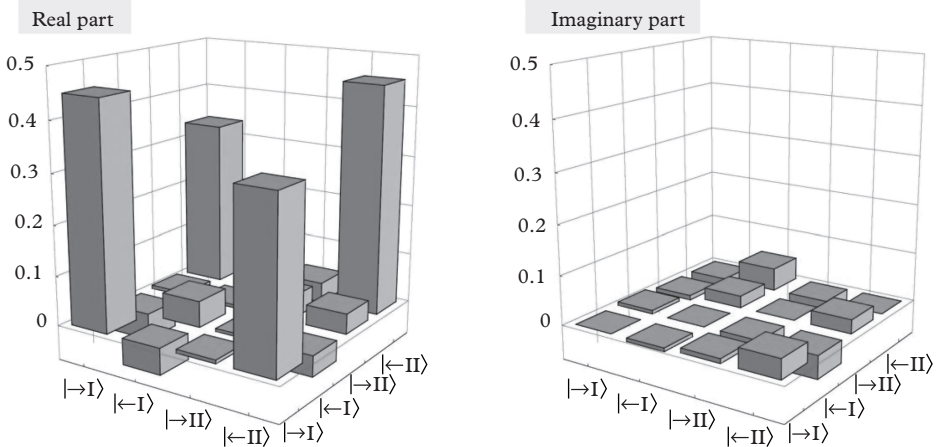 Real part
0.5
0.4
0.3
0.2
0.1
0
|→I⟩
|←I⟩
|→II⟩
|←II⟩
|→I⟩
|←I⟩
|→II⟩
|←II⟩
Imaginary part
0.5
0.4
0.3
0.2
0.1
0
|→I⟩
|←I⟩
|→II⟩
|←II⟩
|→I⟩
|←I⟩
|→II⟩
|←II⟩